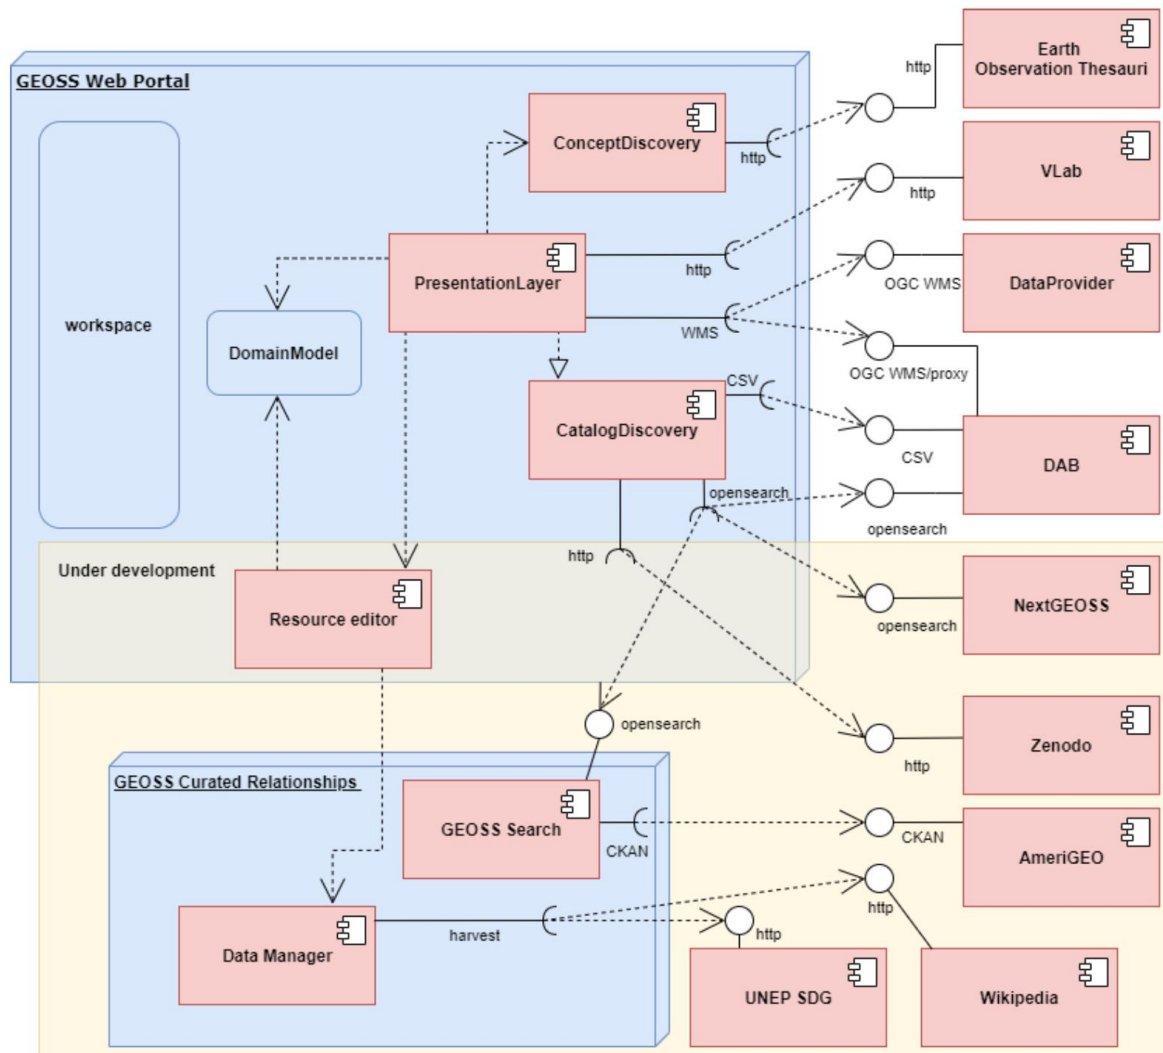 GEOSS Web Portal
Earth
Observation Thesauri
http
ConceptDiscovery
http
VLab
http
workspace
PresentationLayer
http
WMS
OGC WMS
DataProvider
DomainModel
OGC WMS/proxy
CSV
CatalogDiscovery
CSV
DAB
opensearch
opensearch
http
Under development
Resource editor
opensearch
NextGEOSS
opensearch
http
Zenodo
GEOSS Curated Relationships
GEOSS Search
CKAN
CKAN
AmeriGEO
http
harvest
http
Data Manager
UNEP SDG
Wikipedia